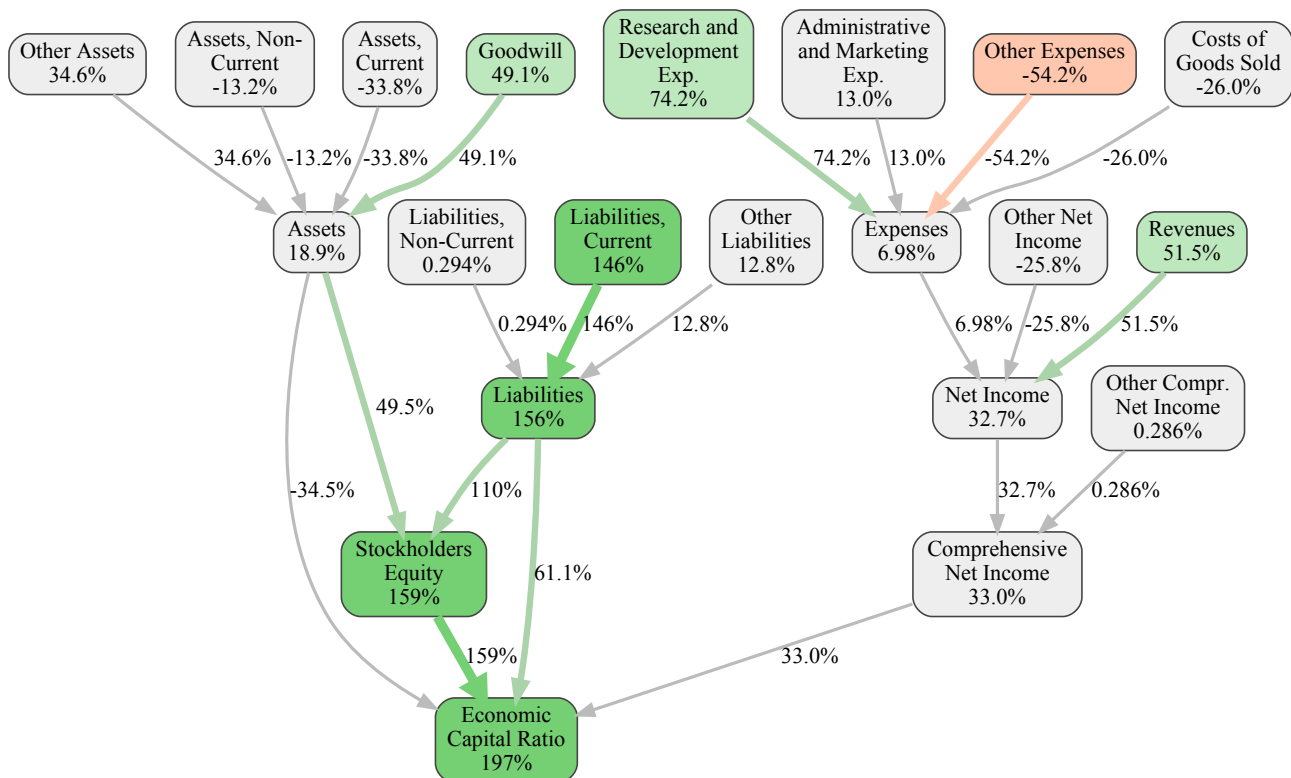 Other Assets
34.6%
Assets, Non-
Current
-13.2%
Assets,
Current
-33.8%
Goodwill
49.1%
Research and
Development
Exp.
74.2%
Administrative
and Marketing
Exp.
13.0%
Other Expenses
-54.2%
Costs of
Goods Sold
-26.0%
34.6%
-13.2%
-33.8%
49.1%
74.2%
13.0%
-54.2%
-26.0%
Assets
18.9%
Liabilities,
Non-Current
0.294%
Liabilities,
Current
146%
Other
Liabilities
12.8%
Expenses
6.98%
Other Net
Income
-25.8%
Revenues
51.5%
0.294%
146%
12.8%
6.98%
-25.8%
51.5%
49.5%
Liabilities
156%
Net Income
32.7%
Other Compr.
Net Income
0.286%
-34.5%
110%
32.7%
0.286%
Stockholders
Equity
159%
61.1%
Comprehensive
Net Income
33.0%
159%
33.0%
Economic
Capital Ratio
197%